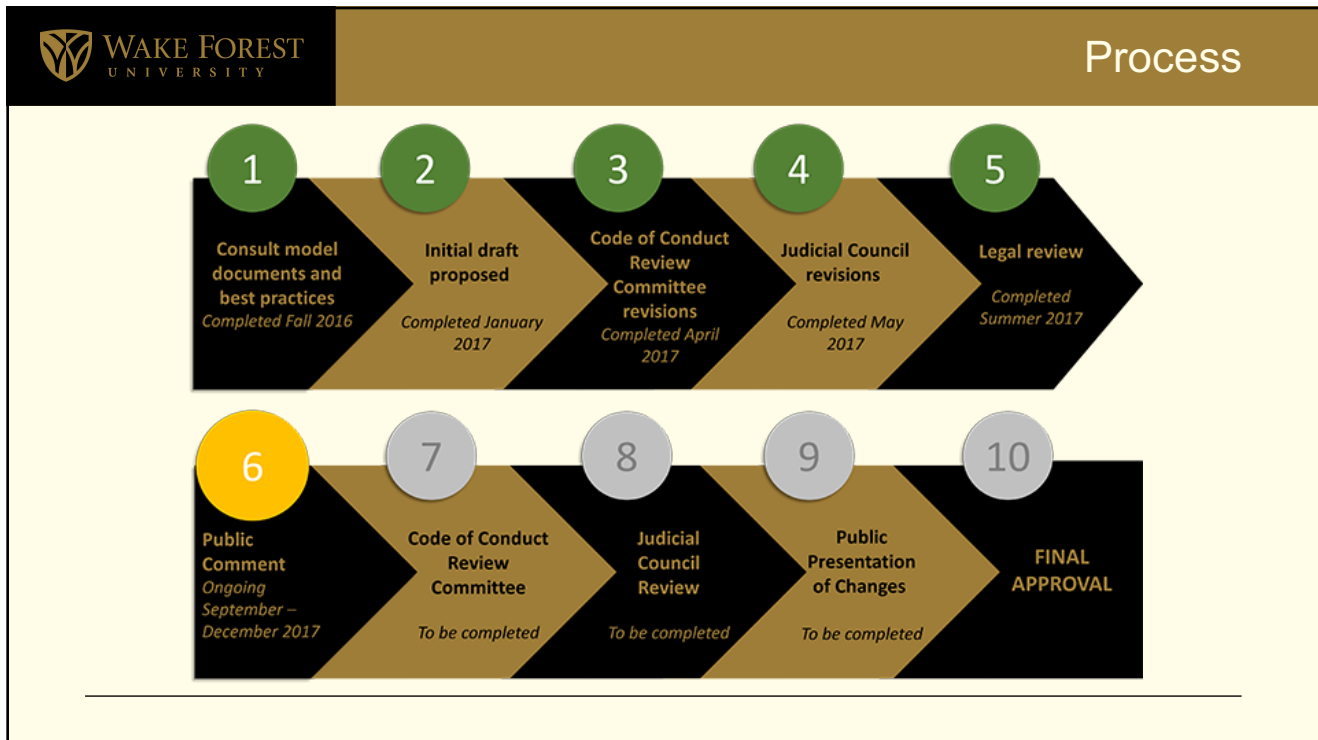 WAKE FOREST
UNIVERSITY
Process
1
Consult model
documents and
best practices
Completed Fall 2016
2
Initial draft
proposed
Completed January
2017
3
Code of Conduct
Review
Committee
revisions
Completed April
2017
4
Judicial Council
revisions
Completed May
2017
5
Legal review
Completed
Summer 2017
6
Public
Comment
Ongoing
September –
December 2017
7
Code of Conduct
Review
Committee
To be completed
8
Judicial
Council
Review
To be completed
9
Public
Presentation
of Changes
To be completed
10
FINAL
APPROVAL